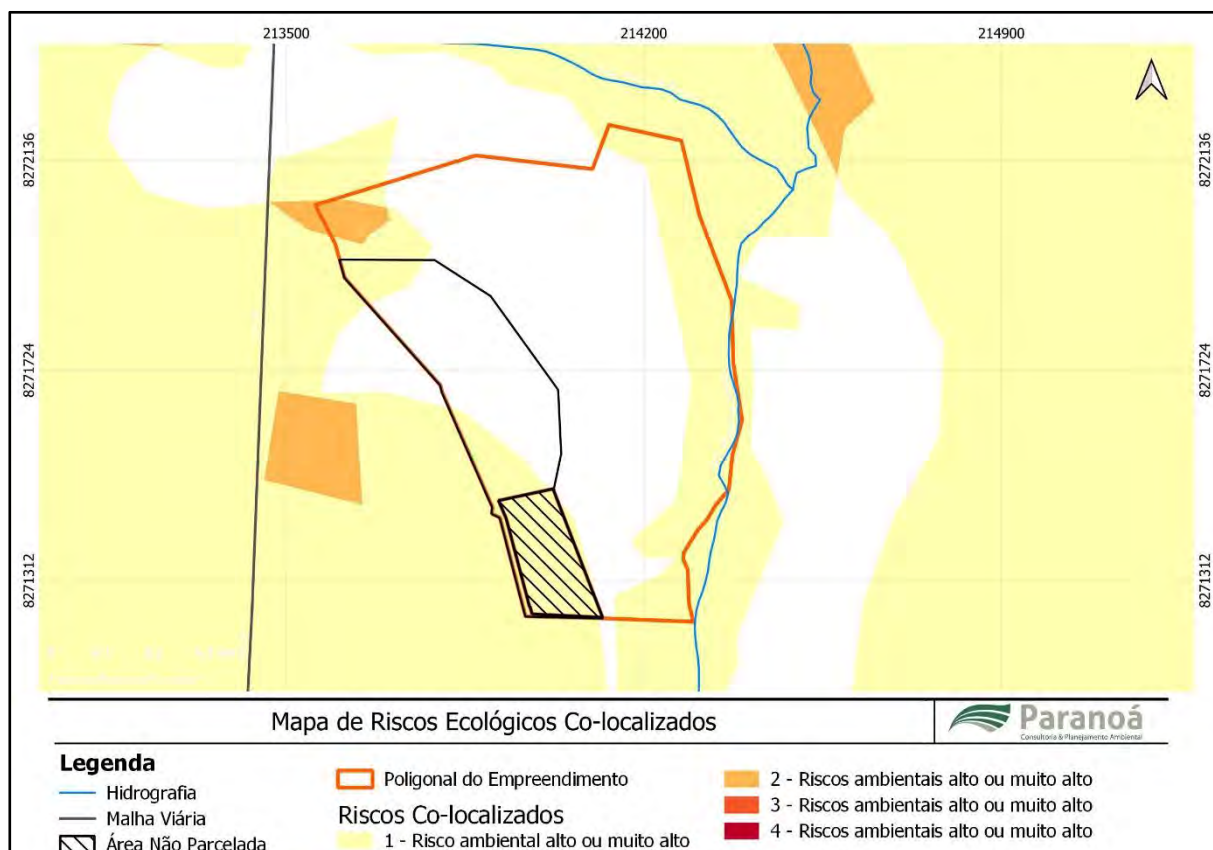 213500 214200 214900
8272136 8272136
8271724 8271724
8271312 8271312
Mapa de Riscos Ecológicos Co-localizados
Paranoá
Consultoria & Planejamento Ambiental
Legenda
Hidrografia
Malha Viária
Área Não Parcelada
Poligonal do Empreendimento
Riscos Co-localizados
1 - Risco ambiental alto ou muito alto
2 - Riscos ambientais alto ou muito alto
3 - Riscos ambientais alto ou muito alto
4 - Riscos ambientais alto ou muito alto